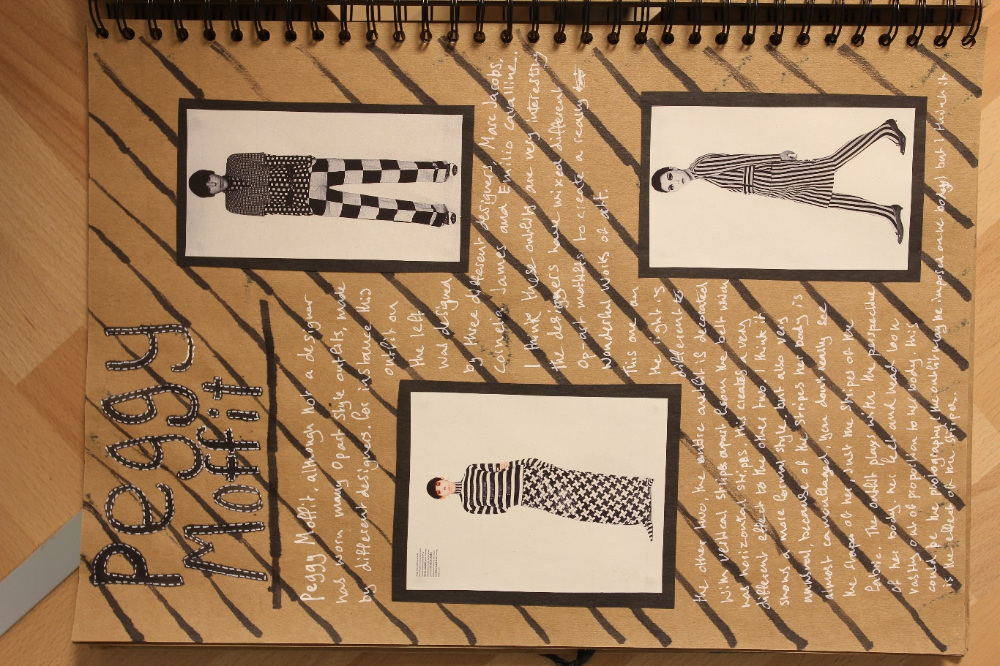 Peggy
Moffit
Peggy Moffit, although not a designer
has worn many Op art style outfits, made
by different designers. For instance this
outfit on
the left
was designed
by three different designers Marc Jacobs,
and Emilio cavalline.
I think these outfits are very interesting
the designers have mixed different
Op-art motifs to create a really
wonderful works of art.
This one on
the right is
different to
the other two, the entire outfit is decorated
with vertical stripes apart from the belt which
has horizontal stripes. This creates a very
different effect to the other two. I think it
shows a more formal style, but also very
unusual, because of the stripes her body is
almost camouflaged, you dont really see
the shape of her just the stripes of the
fabric. The outfit plays with the perspective
of her body, her feet and head look
vastly out of proportion to her body. this
could be the photography (the outfit may be imposed on the body) but I think it
is the effect of the stripes.